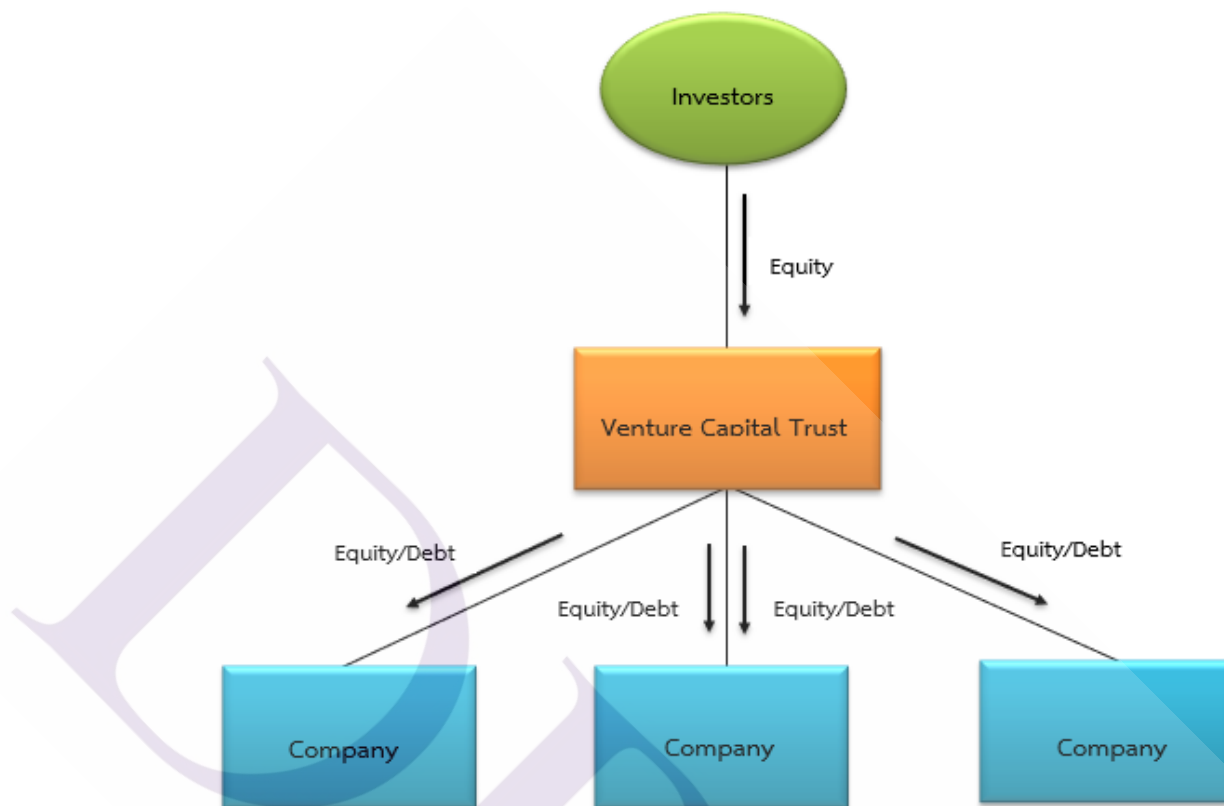 Investors
Equity
Venture Capital Trust
Equity/Debt
Equity/Debt
Equity/Debt
Equity/Debt
Company
Company
Company